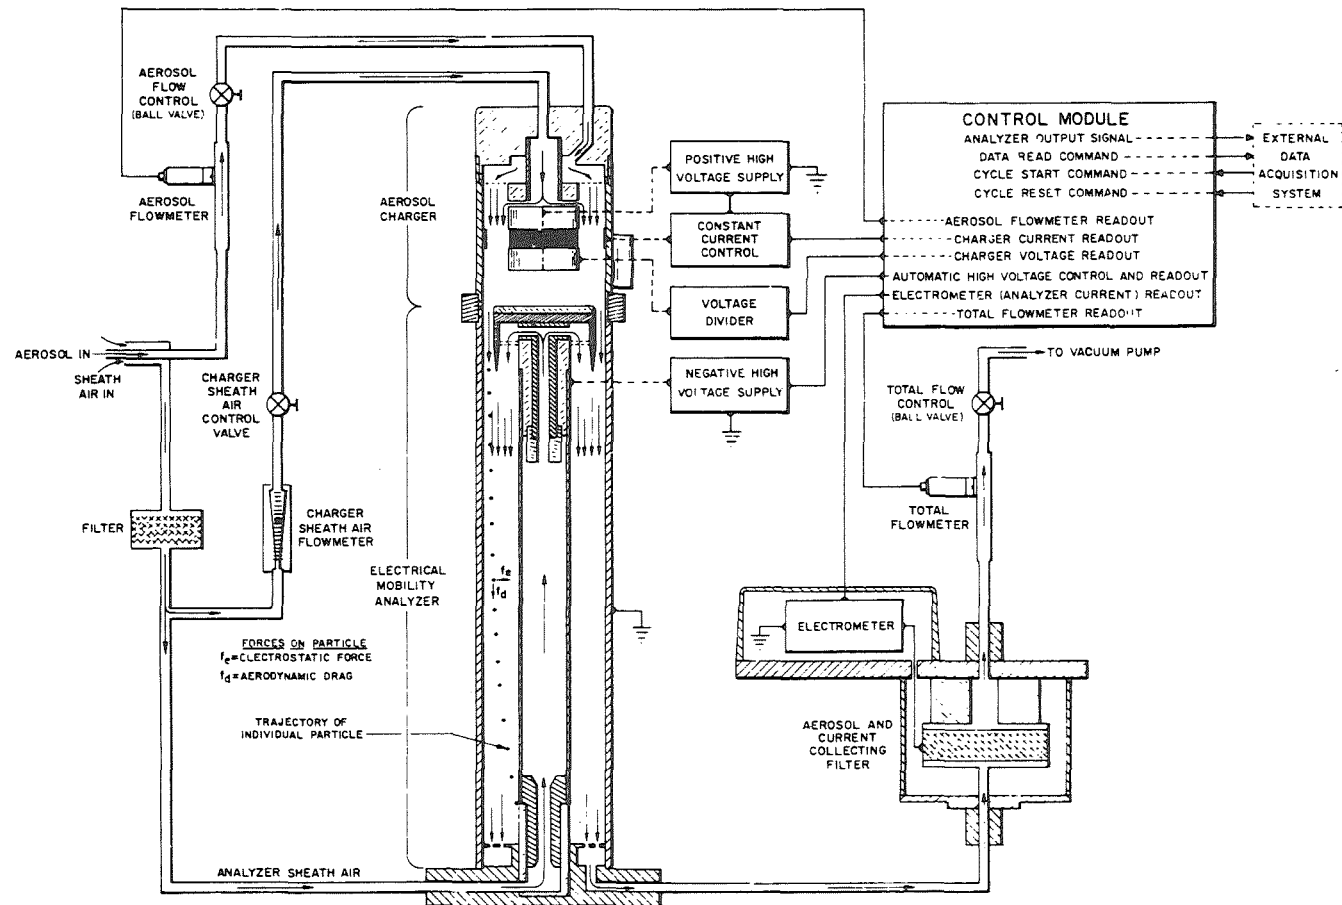 AEROSOL
FLOW
CONTROL
(BALL VALVE)
AEROSOL
FLOWMETER
AEROSOL IN
SHEATH
AIR IN
CHARGER
SHEATH
AIR
CONTROL
VALVE
FILTER
CHARGER
SHEATH AIR
FLOWMETER
AEROSOL
CHARGER
ELECTRICAL
MOBILITY
ANALYZER
FORCES ON PARTICLE
fe=ELECTROSTATIC FORCE
fd=AERODYNAMIC DRAG
fe
fd
TRAJECTORY OF
INDIVIDUAL PARTICLE
ANALYZER SHEATH AIR
POSITIVE HIGH
VOLTAGE SUPPLY
CONSTANT
CURRENT
CONTROL
VOLTAGE
DIVIDER
NEGATIVE HIGH
VOLTAGE SUPPLY
CONTROL MODULE
ANALYZER OUTPUT SIGNAL
DATA READ COMMAND
CYCLE START COMMAND
CYCLE RESET COMMAND
AEROSOL FLOWMETER READOUT
CHARGER CURRENT READOUT
CHARGER VOLTAGE READOUT
AUTOMATIC HIGH VOLTAGE CONTROL AND READOUT
ELECTROMETER (ANALYZER CURRENT) READOUT
TOTAL FLOWMETER READOUT
EXTERNAL
DATA
ACQUISITION
SYSTEM
TO VACUUM PUMP
TOTAL FLOW
CONTROL
(BALL VALVE)
TOTAL
FLOWMETER
ELECTROMETER
AEROSOL AND
CURRENT
COLLECTING
FILTER